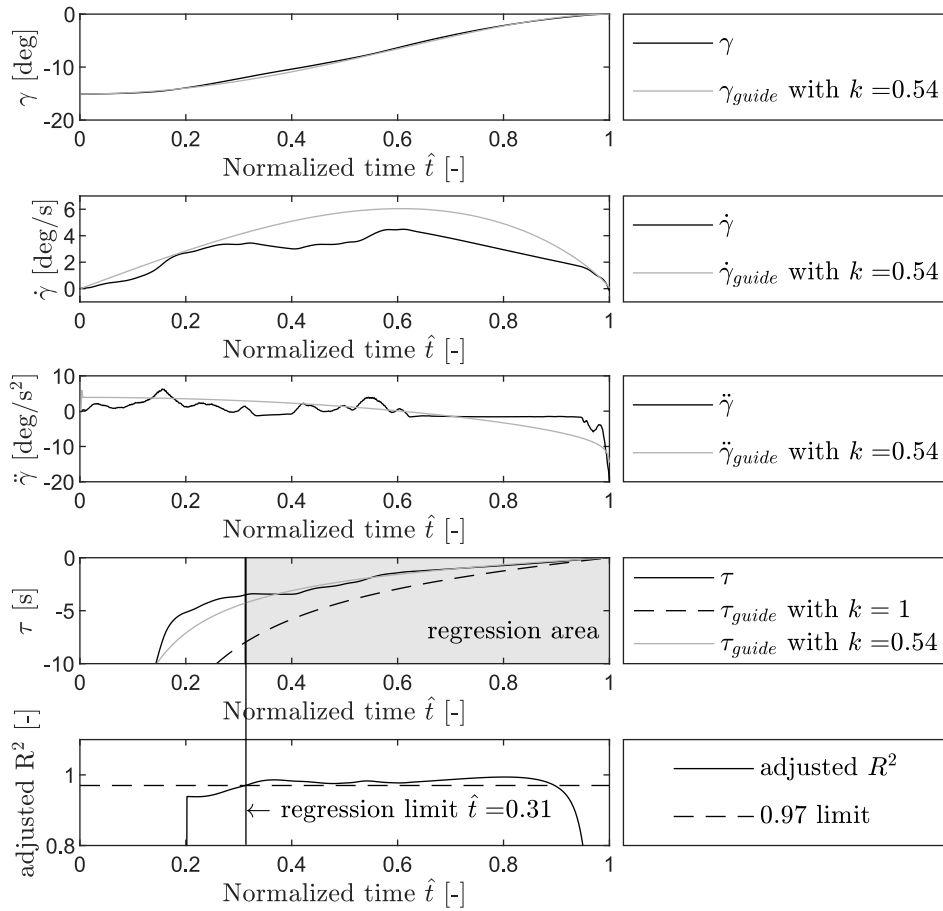 γ [deg]
0
-10
-20
0 0.2 0.4 0.6 0.8 1
Normalized time t̂ [-]
γ
γ_guide with k =0.54
γ̇ [deg/s]
6
4
2
0
0 0.2 0.4 0.6 0.8 1
Normalized time t̂ [-]
γ̇
γ̇_guide with k =0.54
γ̈ [deg/s²]
10
0
-10
-20
0 0.2 0.4 0.6 0.8 1
Normalized time t̂ [-]
γ̈
γ̈_guide with k =0.54
τ [s]
0
-5
-10
regression area
0 0.2 0.4 0.6 0.8 1
Normalized time t̂ [-]
τ
τ_guide with k = 1
τ_guide with k =0.54
adjusted R² [-]
1
0.8
← regression limit t̂ =0.31
0 0.2 0.4 0.6 0.8 1
Normalized time t̂ [-]
adjusted R²
0.97 limit